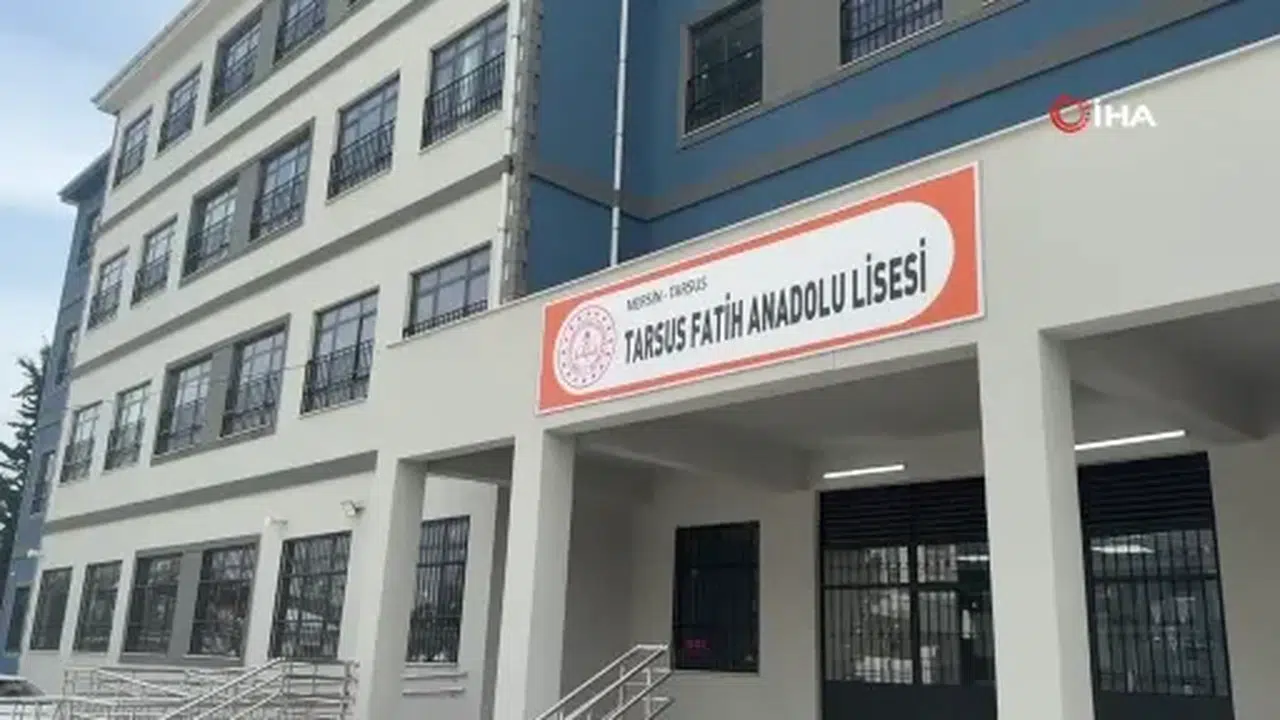 İHA
MERSİN - TARSUS
TARSUS FATİH ANADOLU LİSESİ